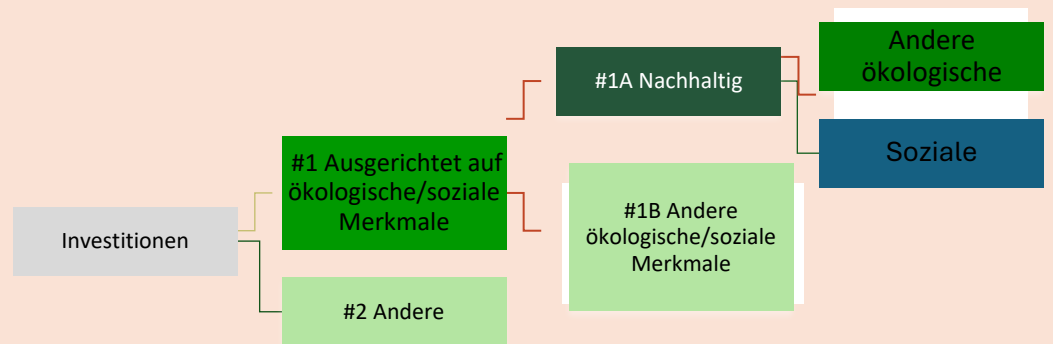 Investitionen
#1 Ausgerichtet auf
ökologische/soziale
Merkmale
#2 Andere
#1A Nachhaltig
#1B Andere
ökologische/soziale
Merkmale
Andere
ökologische
Soziale